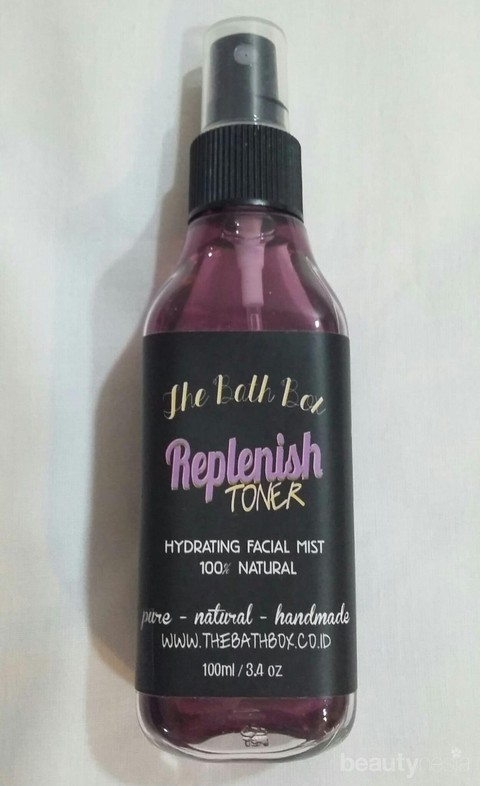 The Bath Box
Replenish
TONER
HYDRATING FACIAL MIST
100% NATURAL
pure - natural - handmade
WWW.THEBATHBOX.CO.ID
100ml / 3.4 oz
beauty